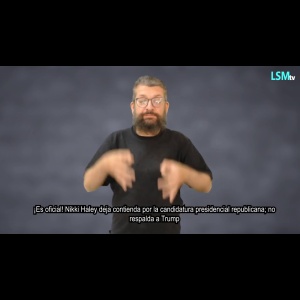 LSMtv
¡Es oficial! Nikki Haley deja contienda por la candidatura presidencial republicana; no
respalda a Trump